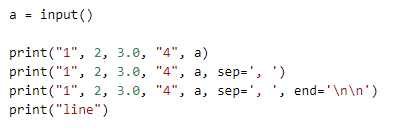 a = input()

print("1", 2, 3.0, "4", a)
print("1", 2, 3.0, "4", a, sep=', ')
print("1", 2, 3.0, "4", a, sep=', ', end='\n\n')
print("line")